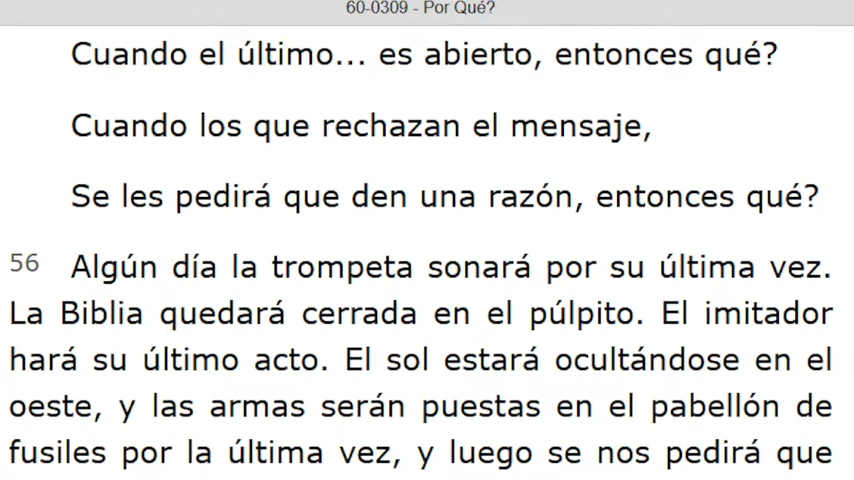 60-0309 - Por Qué?
Cuando el último... es abierto, entonces qué?
Cuando los que rechazan el mensaje,
Se les pedirá que den una razón, entonces qué?
56 Algún día la trompeta sonará por su última vez.
La Biblia quedará cerrada en el púlpito. El imitador
hará su último acto. El sol estará ocultándose en el
oeste, y las armas serán puestas en el pabellón de
fusiles por la última vez, y luego se nos pedirá que